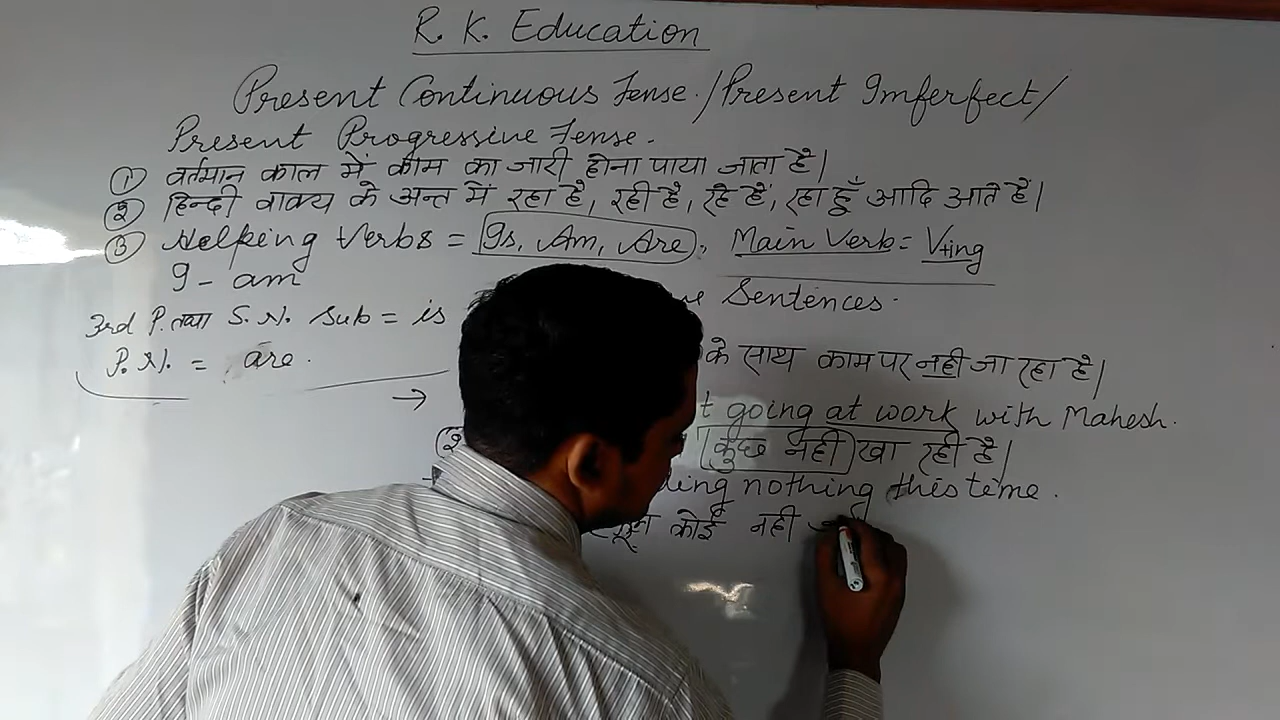 R. K. Education
Present Continuous Tense./Present Imperfect/
Present Progressive Tense.
① वर्तमान काल में काम का जारी होना पाया जाता है।
② हिन्दी वाक्य के अन्त में रहा है, रही है, रहे हैं, रहा हूँ आदि आते हैं।
③ Helping Verbs = Is, Am, Are. Main Verb = V+ing
I - am
Sentences.
3rd P. तथा S. N. Sub = is
के साथ काम पर नही जा रहा है।
P. N. = are.
→ t going at work with Mahesh.
कुछ नही खा रही है।
ing nothing this time.
कोई नही